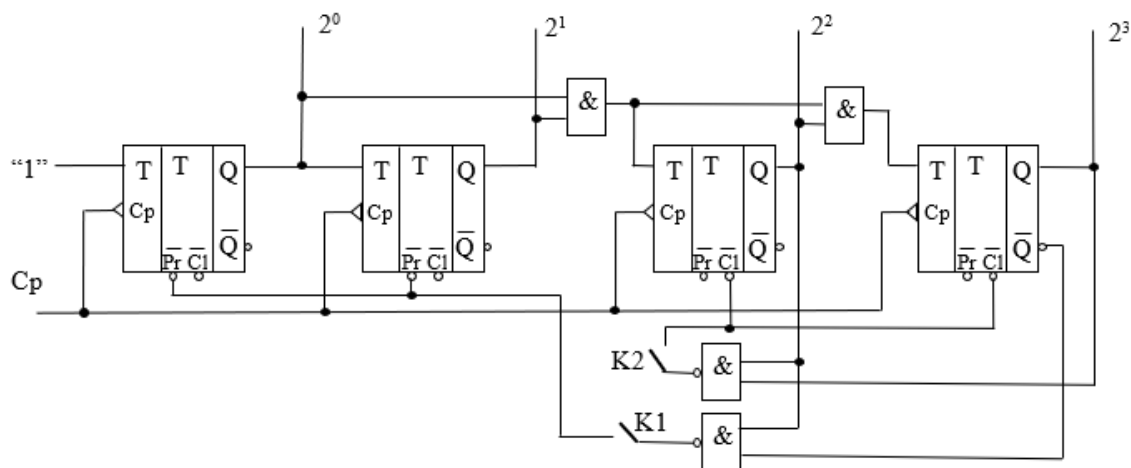 2⁰ 2¹ 2² 2³
& &
“1” T T Q T T Q T T Q T T Q
Cp Cp Cp Cp
Q̅ Q̅ Q̅ Q̅
P̅r̅ C̅l̅ P̅r̅ C̅l̅ P̅r̅ C̅l̅ P̅r̅ C̅l̅
Cp
K2 &
K1 &